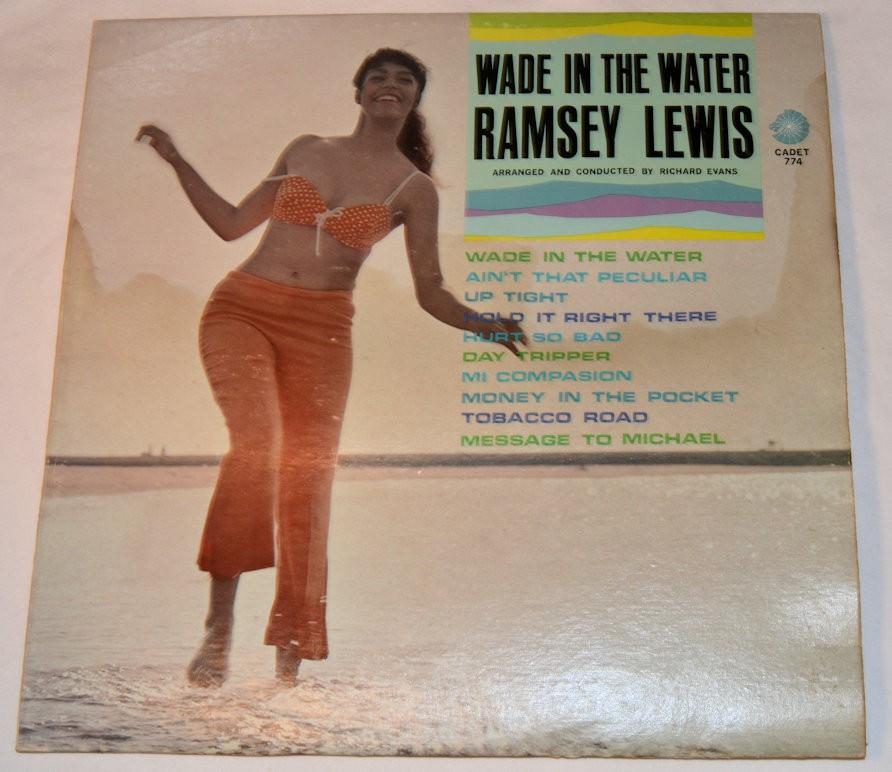 WADE IN THE WATER
RAMSEY LEWIS
ARRANGED AND CONDUCTED BY RICHARD EVANS
CADET
774
WADE IN THE WATER
AIN'T THAT PECULIAR
UP TIGHT
HOLD IT RIGHT THERE
HURT SO BAD
DAY TRIPPER
MI COMPASION
MONEY IN THE POCKET
TOBACCO ROAD
MESSAGE TO MICHAEL